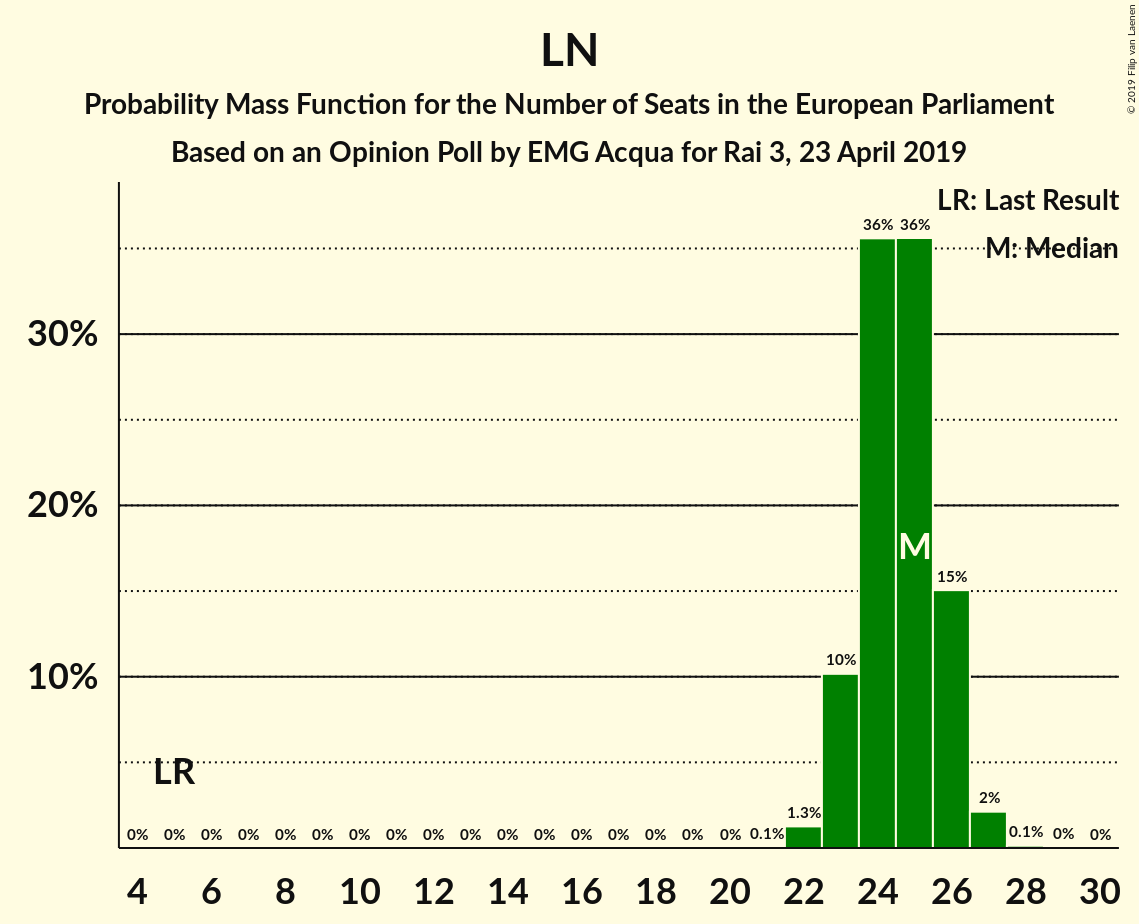 LN
Probability Mass Function for the Number of Seats in the European Parliament
Based on an Opinion Poll by EMG Acqua for Rai 3, 23 April 2019
© 2019 Filip van Laenen
LR: Last Result
M: Median
36% 36%
30%
20%
M
15%
10%
10%
LR
1.3%
2%
0% 0% 0% 0% 0% 0% 0% 0% 0% 0% 0% 0% 0% 0% 0% 0% 0% 0.1% 0.1% 0% 0%
4 6 8 10 12 14 16 18 20 22 24 26 28 30